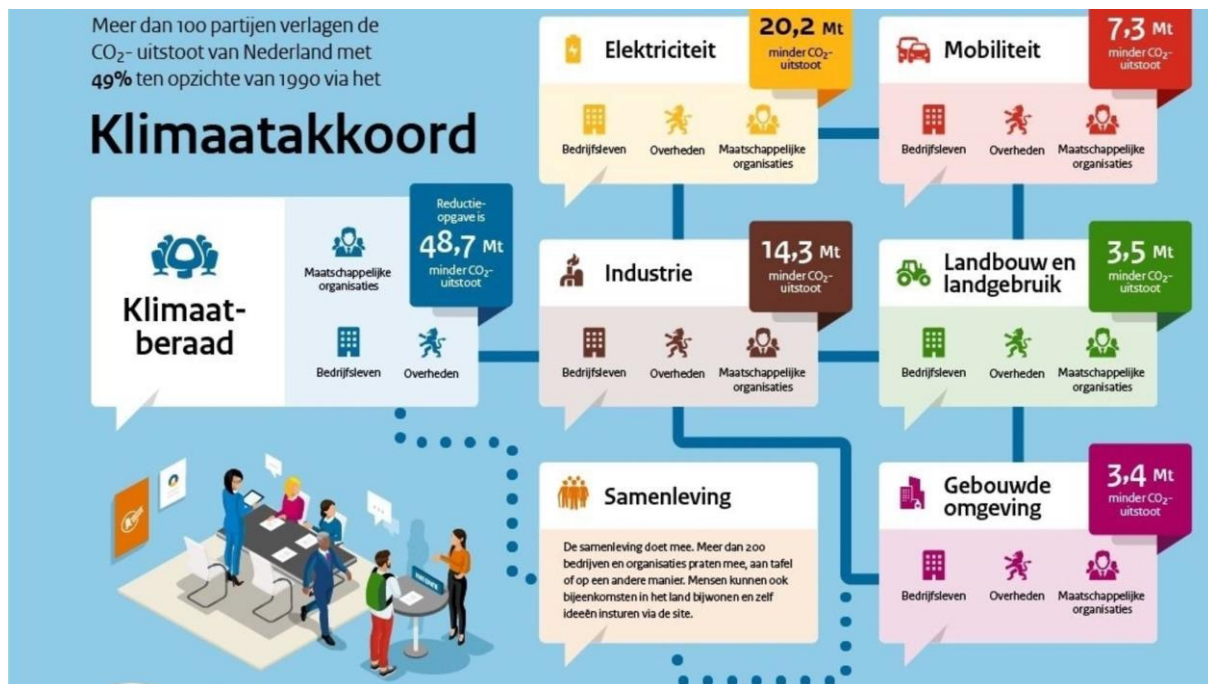 Meer dan 100 partijen verlagen de
CO₂- uitstoot van Nederland met
49% ten opzichte van 1990 via het
Klimaatakkoord
Klimaat-
beraad
Maatschappelijke
organisaties
Bedrijfsleven
Overheden
Reductie-
opgave is
48,7 Mt
minder CO₂-
uitstoot
Elektriciteit
20,2 Mt
minder CO₂-
uitstoot
Bedrijfsleven
Overheden
Maatschappelijke
organisaties
Mobiliteit
7,3 Mt
minder CO₂-
uitstoot
Bedrijfsleven
Overheden
Maatschappelijke
organisaties
Industrie
14,3 Mt
minder CO₂-
uitstoot
Bedrijfsleven
Overheden
Maatschappelijke
organisaties
Landbouw en
landgebruik
3,5 Mt
minder CO₂-
uitstoot
Bedrijfsleven
Overheden
Maatschappelijke
organisaties
Samenleving
De samenleving doet mee. Meer dan 200
bedrijven en organisaties praten mee, aan tafel
of op een andere manier. Mensen kunnen ook
bijeenkomsten in het land bijwonen en zelf
ideeën insturen via de site.
Gebouwde
omgeving
3,4 Mt
minder CO₂-
uitstoot
Bedrijfsleven
Overheden
Maatschappelijke
organisaties